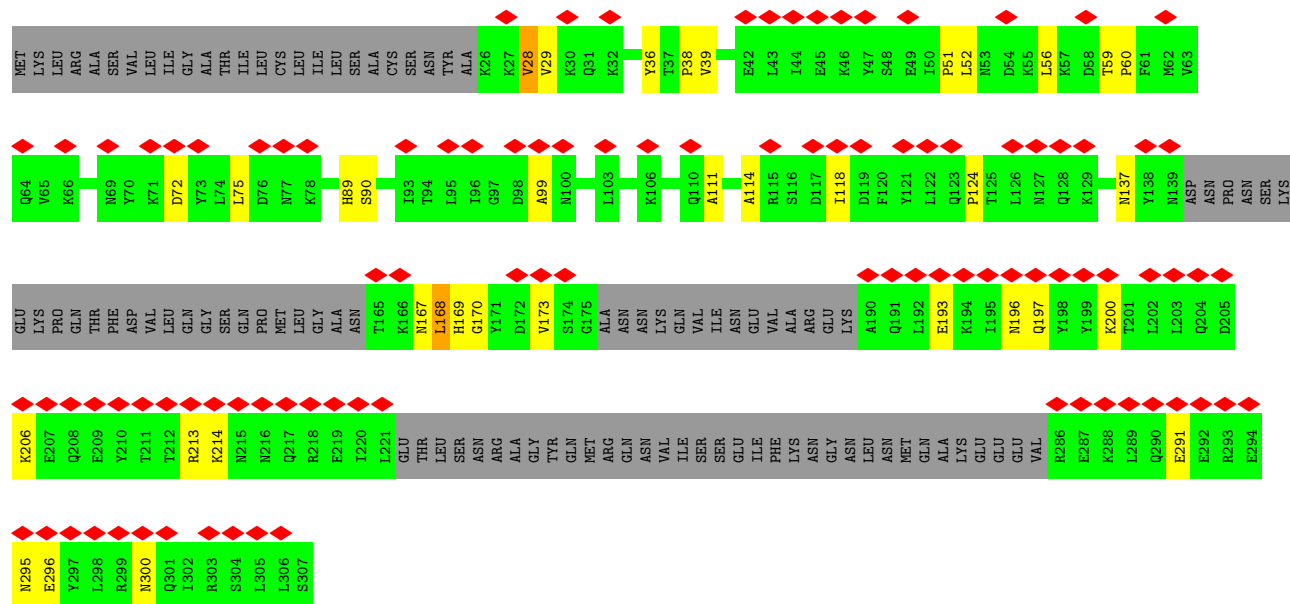 MET LYS LEU ARG ALA SER VAL LEU ILE GLY ALA THR ILE LEU CYS LEU ILE LEU SER ALA CYS SER ASN TYR ALA K26 K27 V28 V29 K30 Q31 K32 Y36 T37 P38 V39 E42 L43 I44 E45 K46 Y47 S48 E49 I50 P51 L52 N53 D54 K55 L56 K57 D58 T59 P60 F61 M62 V63
Q64 V65 K66 N69 Y70 K71 D72 Y73 L74 L75 D76 N77 K78 H89 S90 I93 T94 L95 I96 G97 D98 A99 N100 L103 K106 Q110 A111 A114 R115 S116 D117 I118 D119 F120 Y121 L122 Q123 P124 T125 L126 N127 Q128 K129 N137 Y138 N139 ASP ASN PRO ASN SER LYS
GLU LYS PRO GLN THR PHE ASP VAL LEU GLN GLY SER GLN PRO MET LEU GLY ALA ASN T165 K166 N167 L168 H169 G170 Y171 D172 V173 S174 G175 ALA ASN ASN LYS GLN VAL ILE ASN GLU VAL ALA ARG GLU LYS A190 Q191 L192 E193 K194 I195 N196 Q197 Y198 Y199 K200 T201 L202 L203 Q204 D205
K206 E207 Q208 E209 Y210 T211 T212 R213 K214 N215 N216 Q217 R218 E219 I220 L221 GLU THR LEU SER ASN ARG ALA GLY TYR GLN MET ARG GLN ASN VAL ILE SER SER GLU ILE PHE LYS ASN GLY ASN LEU ASN MET GLN ALA LYS GLU GLU GLU VAL R286 E287 K288 L289 Q290 E291 E292 R293 E294
N295 E296 Y297 L298 R299 N300 Q301 I302 R303 S304 L305 L306 S307